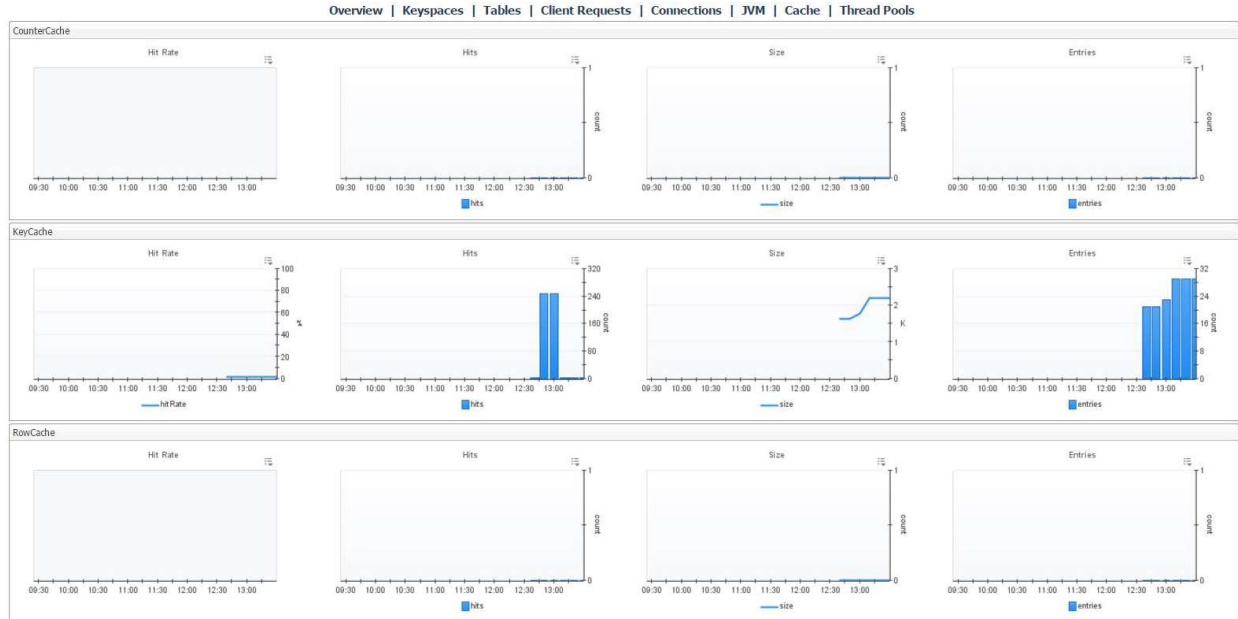 Overview | Keyspaces | Tables | Client Requests | Connections | JVM | Cache | Thread Pools
CounterCache
Hit Rate
09:30 10:00 10:30 11:00 11:30 12:00 12:30 13:00
Hits
1
count
0
09:30 10:00 10:30 11:00 11:30 12:00 12:30 13:00
hits
Size
1
count
0
09:30 10:00 10:30 11:00 11:30 12:00 12:30 13:00
size
Entries
1
count
0
09:30 10:00 10:30 11:00 11:30 12:00 12:30 13:00
entries
KeyCache
Hit Rate
100
80
60
%
40
20
0
09:30 10:00 10:30 11:00 11:30 12:00 12:30 13:00
hitRate
Hits
320
240
count
160
80
0
09:30 10:00 10:30 11:00 11:30 12:00 12:30 13:00
hits
Size
3
2
K
1
0
09:30 10:00 10:30 11:00 11:30 12:00 12:30 13:00
size
Entries
32
24
count
16
8
0
09:30 10:00 10:30 11:00 11:30 12:00 12:30 13:00
entries
RowCache
Hit Rate
09:30 10:00 10:30 11:00 11:30 12:00 12:30 13:00
Hits
1
count
0
09:30 10:00 10:30 11:00 11:30 12:00 12:30 13:00
hits
Size
1
count
0
09:30 10:00 10:30 11:00 11:30 12:00 12:30 13:00
size
Entries
1
count
0
09:30 10:00 10:30 11:00 11:30 12:00 12:30 13:00
entries